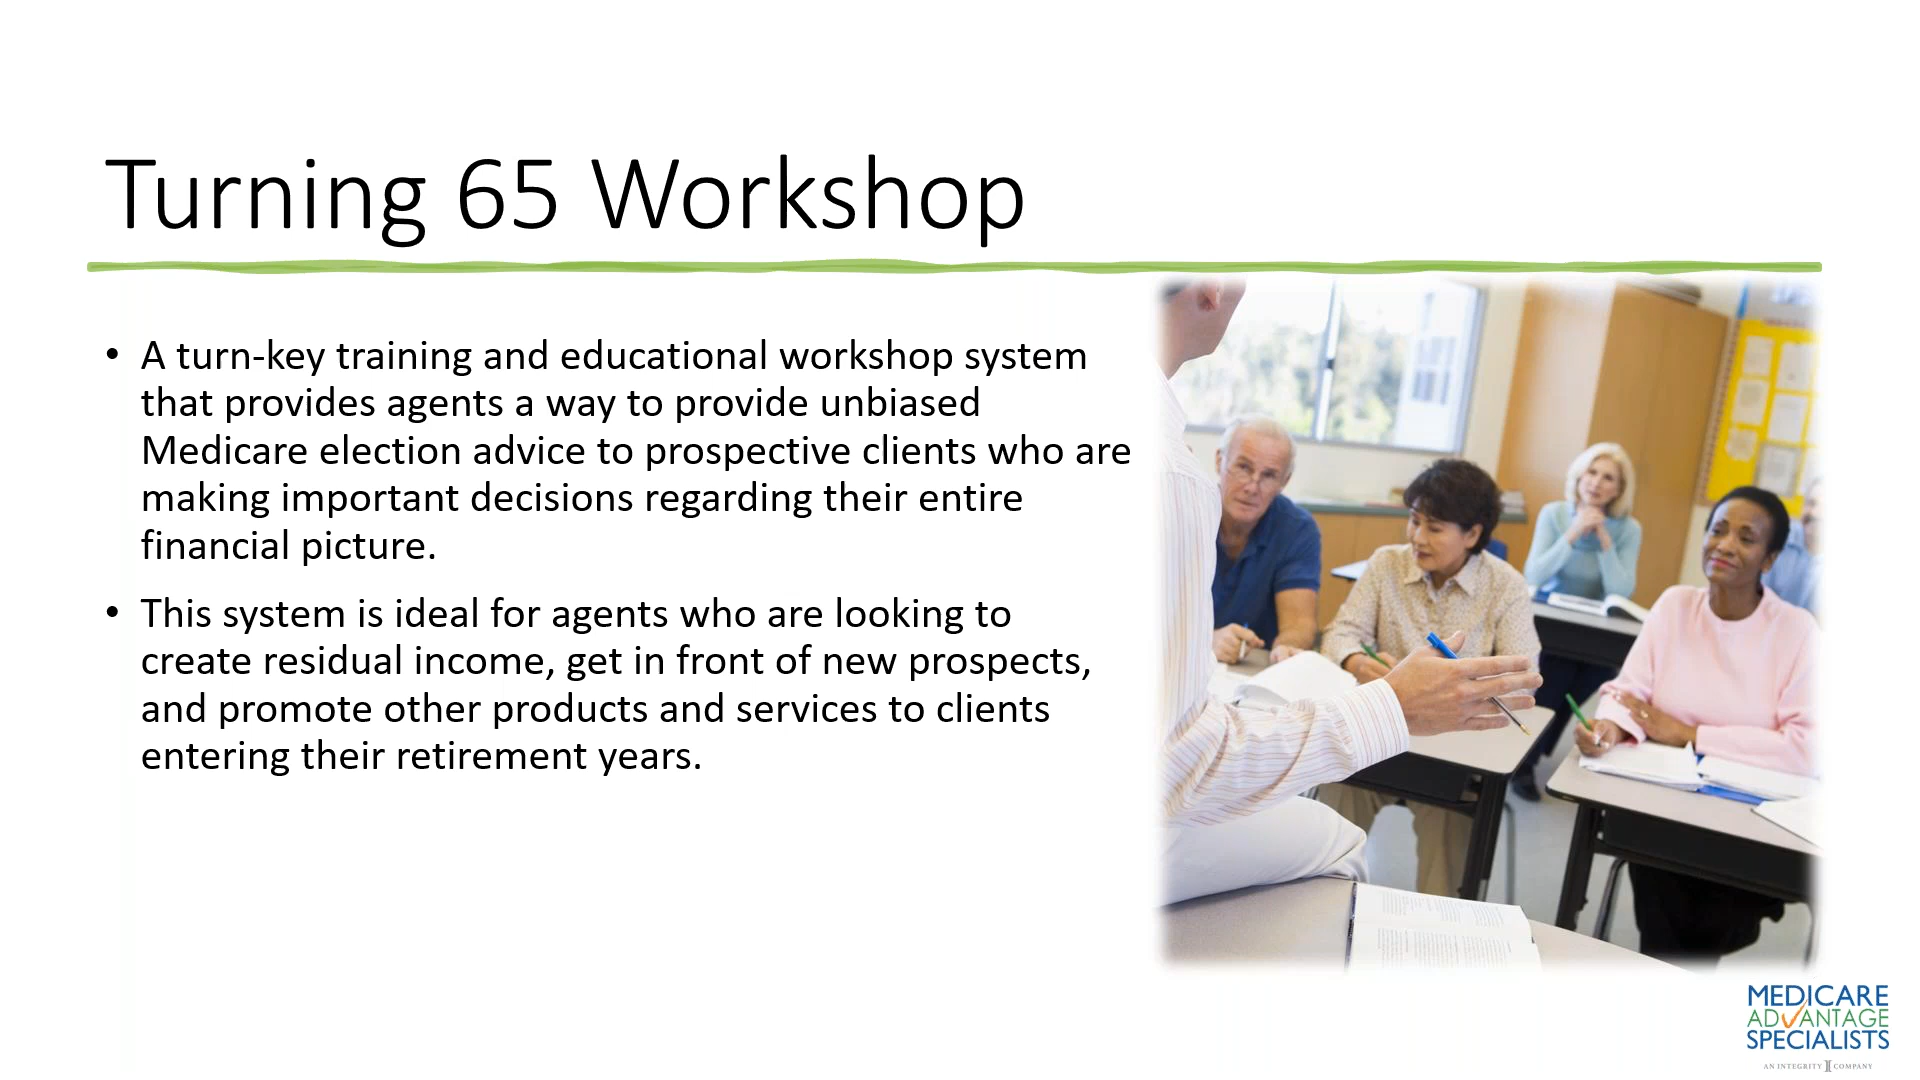 Turning 65 Workshop
• A turn-key training and educational workshop system
that provides agents a way to provide unbiased
Medicare election advice to prospective clients who are
making important decisions regarding their entire
financial picture.
• This system is ideal for agents who are looking to
create residual income, get in front of new prospects,
and promote other products and services to clients
entering their retirement years.
MEDICARE
ADVANTAGE
SPECIALISTS
AN INTEGRITY COMPANY